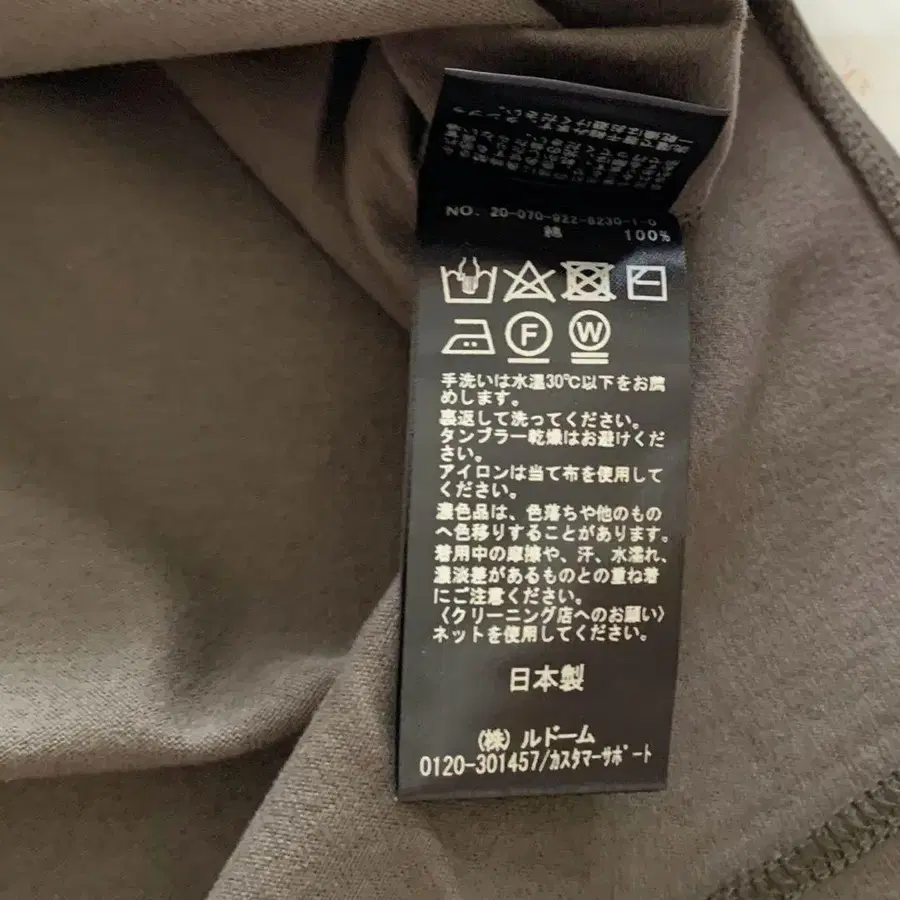 NO. 20-070-922-8230-1-0
綿 100%
F W
手洗いは水温30℃以下をお薦
めします。
裏返して洗ってください。
タンブラー乾燥はお避けくだ
さい。
アイロンは当て布を使用して
ください。
濃色品は、色落ちや他のもの
へ色移りすることがあります。
着用中の摩擦や、汗、水濡れ、
濃淡差があるものとの重ね着
にご注意ください。
〈クリーニング店へのお願い〉
ネットを使用してください。
日本製
(株)ルドーム
0120-301457/カスタマーサポート